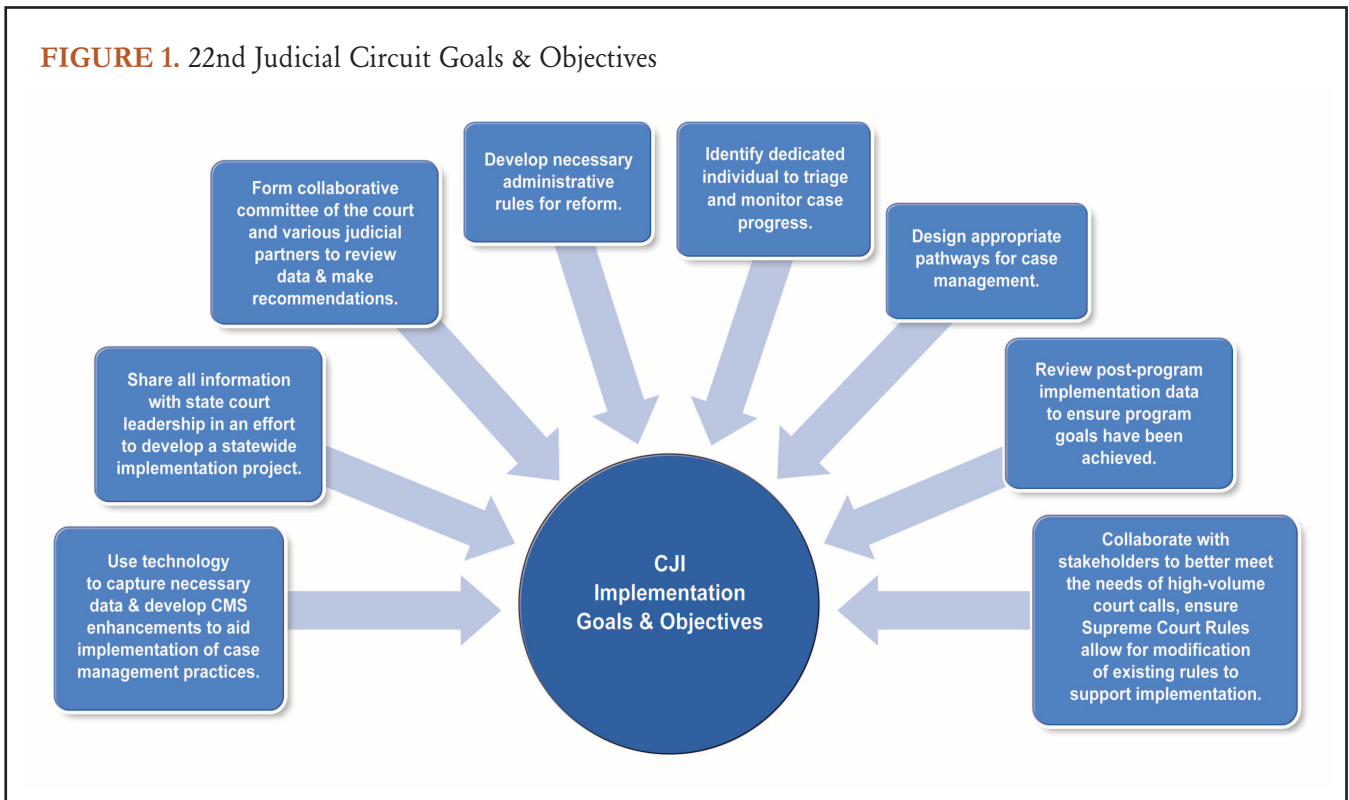 FIGURE 1. 22nd Judicial Circuit Goals & Objectives
Use technology
to capture necessary
data & develop CMS
enhancements to aid
implementation of case
management practices.
Share all information
with state court
leadership in an effort
to develop a statewide
implementation project.
Form collaborative
committee of the court
and various judicial
partners to review
data & make
recommendations.
Develop necessary
administrative
rules for reform.
Identify dedicated
individual to triage
and monitor case
progress.
Design appropriate
pathways for case
management.
Review post-program
implementation data
to ensure program
goals have been
achieved.
Collaborate with
stakeholders to better meet
the needs of high-volume
court calls, ensure
Supreme Court Rules
allow for modification
of existing rules to
support implementation.
CJI
Implementation
Goals & Objectives